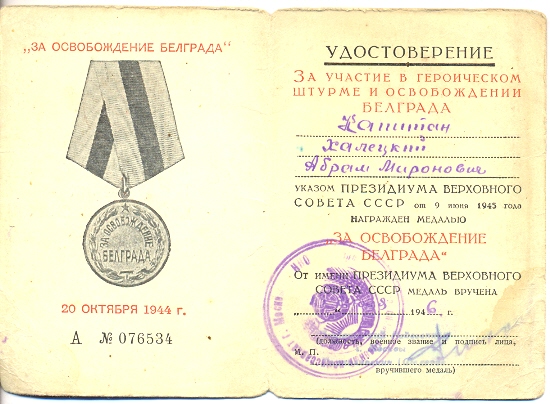 „ЗА ОСВОБОЖДЕНИЕ БЕЛГРАДА"
ЗА ОСВОБОЖДЕНИЕ
БЕЛГРАДА
20 ОКТЯБРЯ 1944 г.
А № 076534
УДОСТОВЕРЕНИЕ
ЗА УЧАСТИЕ В ГЕРОИЧЕСКОМ
ШТУРМЕ И ОСВОБОЖДЕНИИ
БЕЛГРАДА
Капитан
Халецкий
Абрам Миронович
УКАЗОМ ПРЕЗИДИУМА ВЕРХОВНОГО
СОВЕТА СССР от 9 июня 1945 года
НАГРАЖДЕН МЕДАЛЬЮ
„ЗА ОСВОБОЖДЕНИЕ
БЕЛГРАДА"
От имени ПРЕЗИДИУМА ВЕРХОВНОГО
СОВЕТА СССР МЕДАЛЬ ВРУЧЕНА
1946 г.
(должность, военное звание и подпись лица,
М. П.
вручившего медаль)